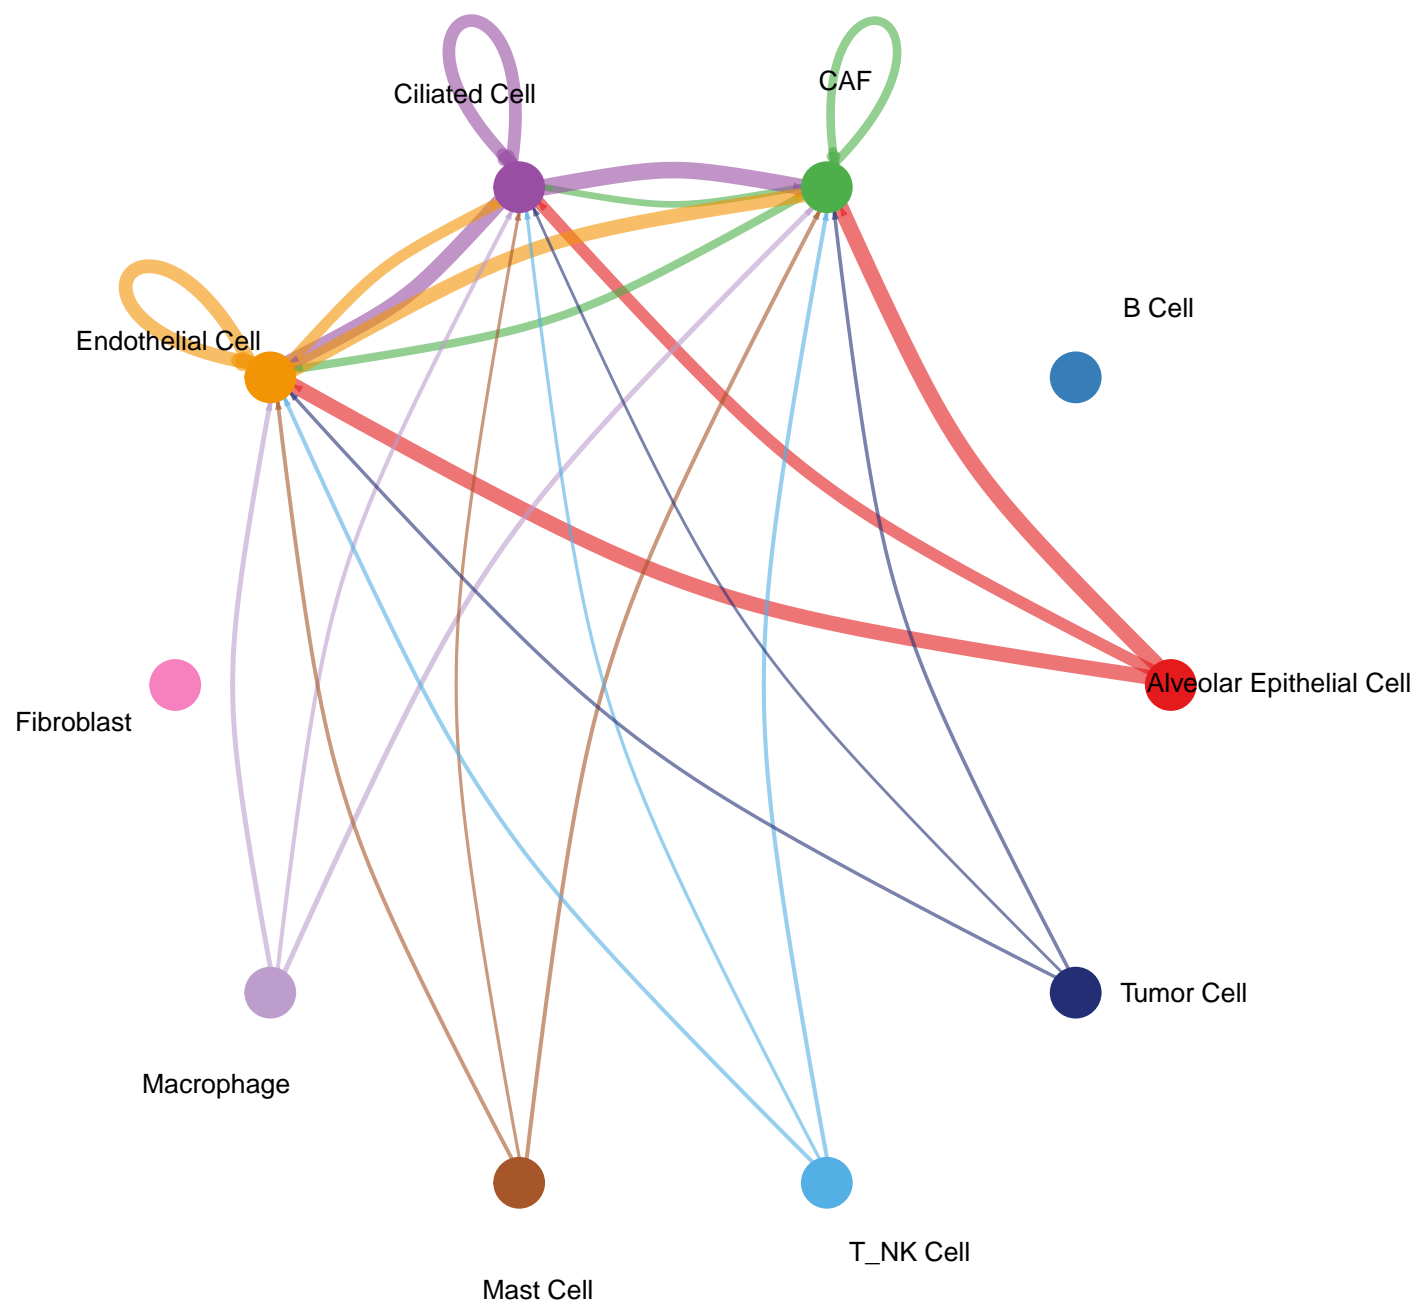 CAF
Ciliated Cell
B Cell
Endothelial Cell
Alveolar Epithelial Cell
Fibroblast
Tumor Cell
Macrophage
T_NK Cell
Mast Cell